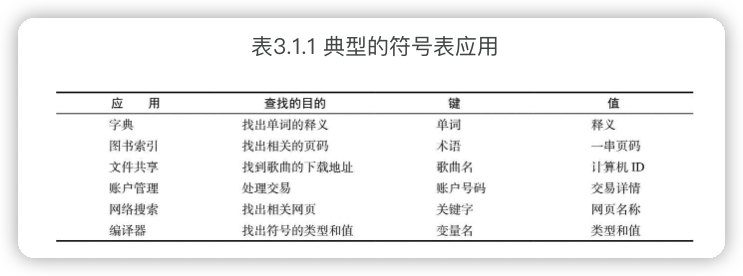 表3.1.1 典型的符号表应用
应 用 查找的目的 键 值
字典 找出单词的释义 单词 释义
图书索引 找出相关的页码 术语 一串页码
文件共享 找到歌曲的下载地址 歌曲名 计算机 ID
账户管理 处理交易 账户号码 交易详情
网络搜索 找出相关网页 关键字 网页名称
编译器 找出符号的类型和值 变量名 类型和值